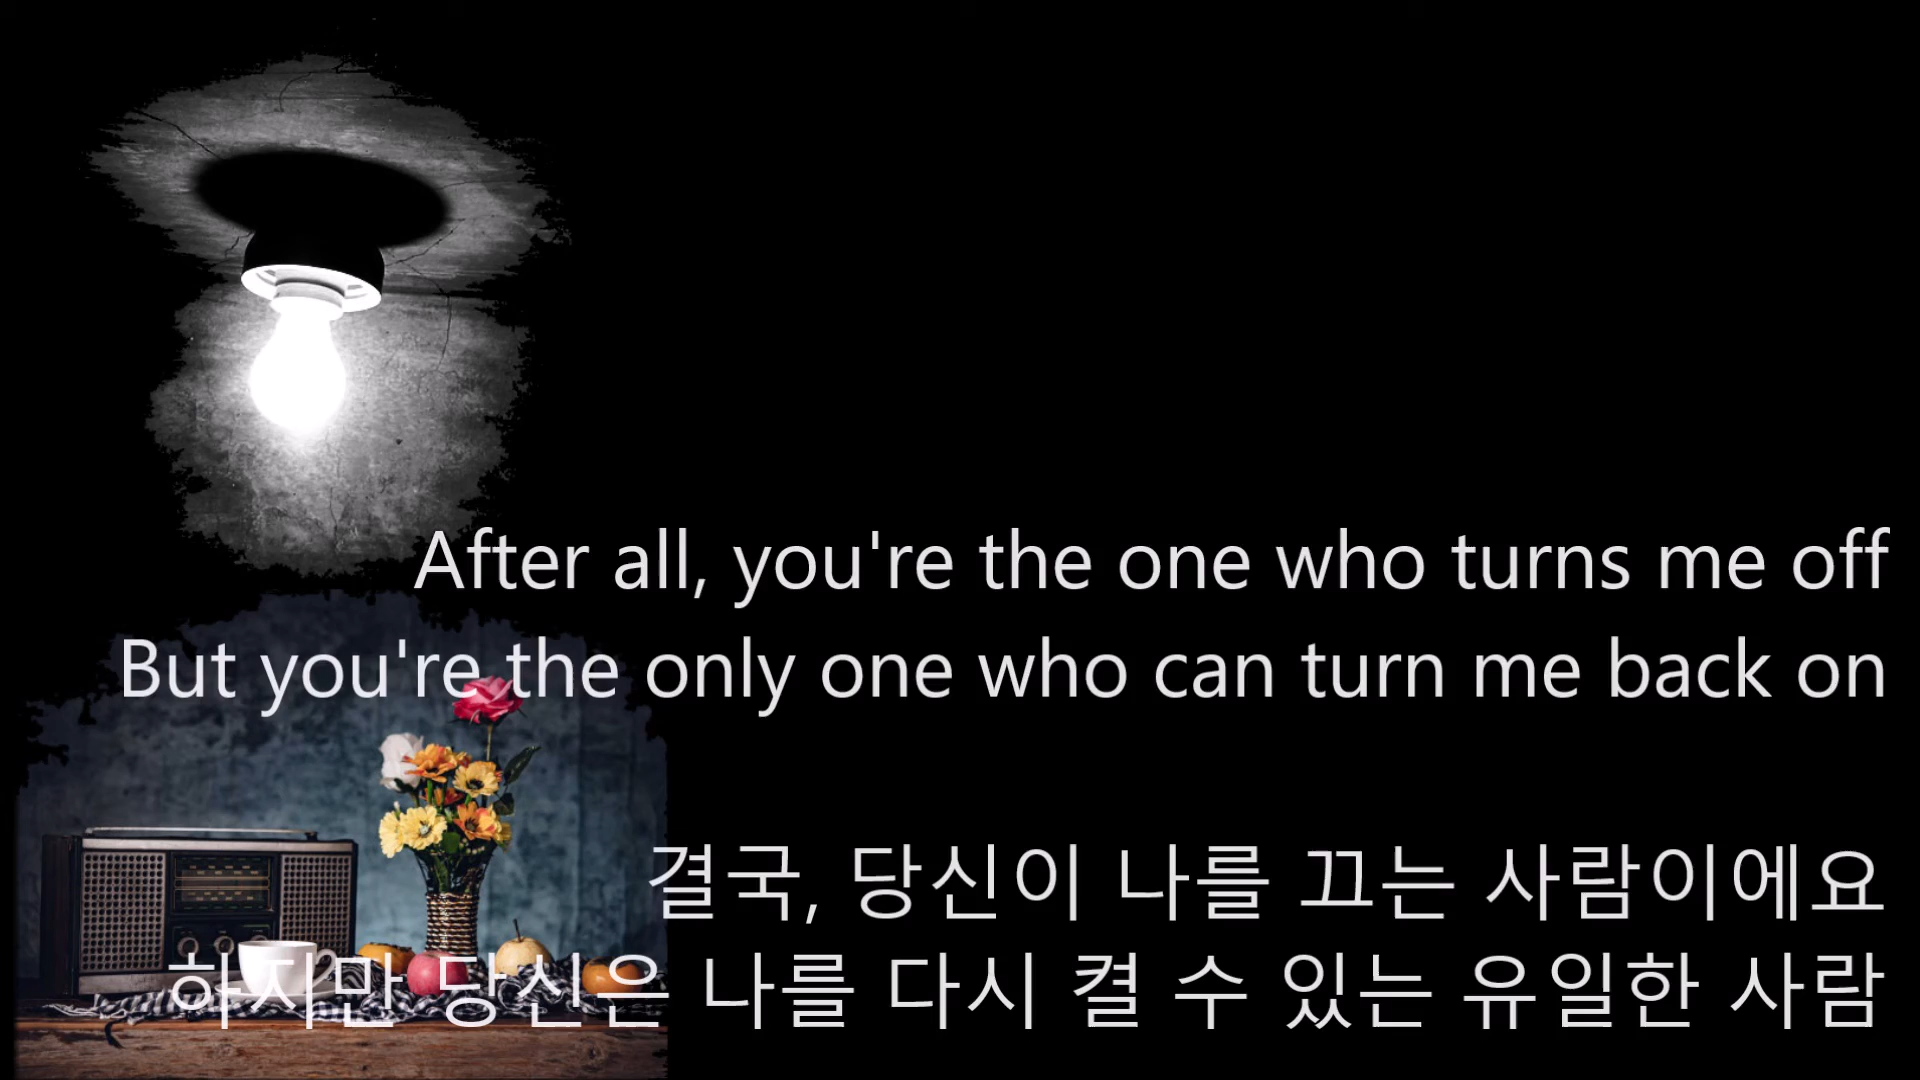 After all, you're the one who turns me off
But you're the only one who can turn me back on
결국, 당신이 나를 끄는 사람이에요
하지만 당신은 나를 다시 켤 수 있는 유일한 사람